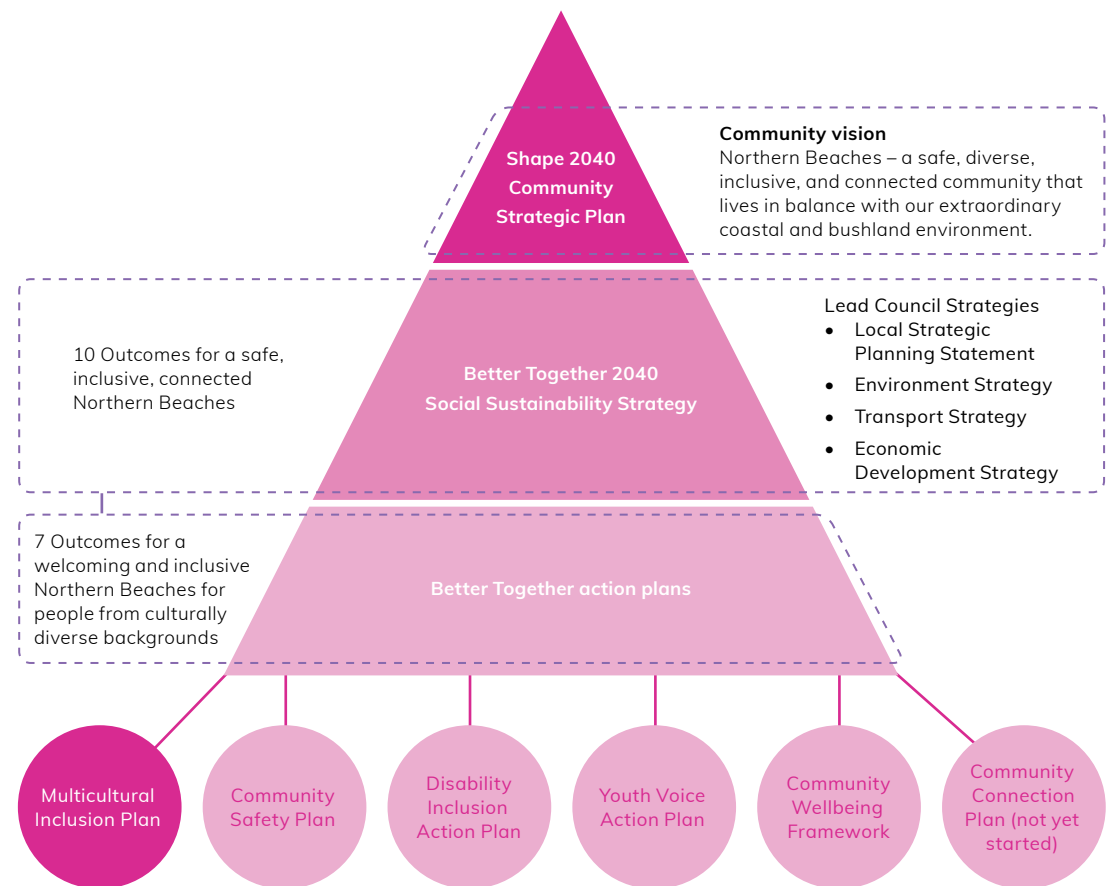 Shape 2040
Community
Strategic Plan
Community vision
Northern Beaches – a safe, diverse,
inclusive, and connected community that
lives in balance with our extraordinary
coastal and bushland environment.
10 Outcomes for a safe,
inclusive, connected
Northern Beaches
Better Together 2040
Social Sustainability Strategy
Lead Council Strategies
• Local Strategic
Planning Statement
• Environment Strategy
• Transport Strategy
• Economic
Development Strategy
7 Outcomes for a
welcoming and inclusive
Northern Beaches for
people from culturally
diverse backgrounds
Better Together action plans
Multicultural
Inclusion Plan
Community
Safety Plan
Disability
Inclusion
Action Plan
Youth Voice
Action Plan
Community
Wellbeing
Framework
Community
Connection
Plan (not yet
started)